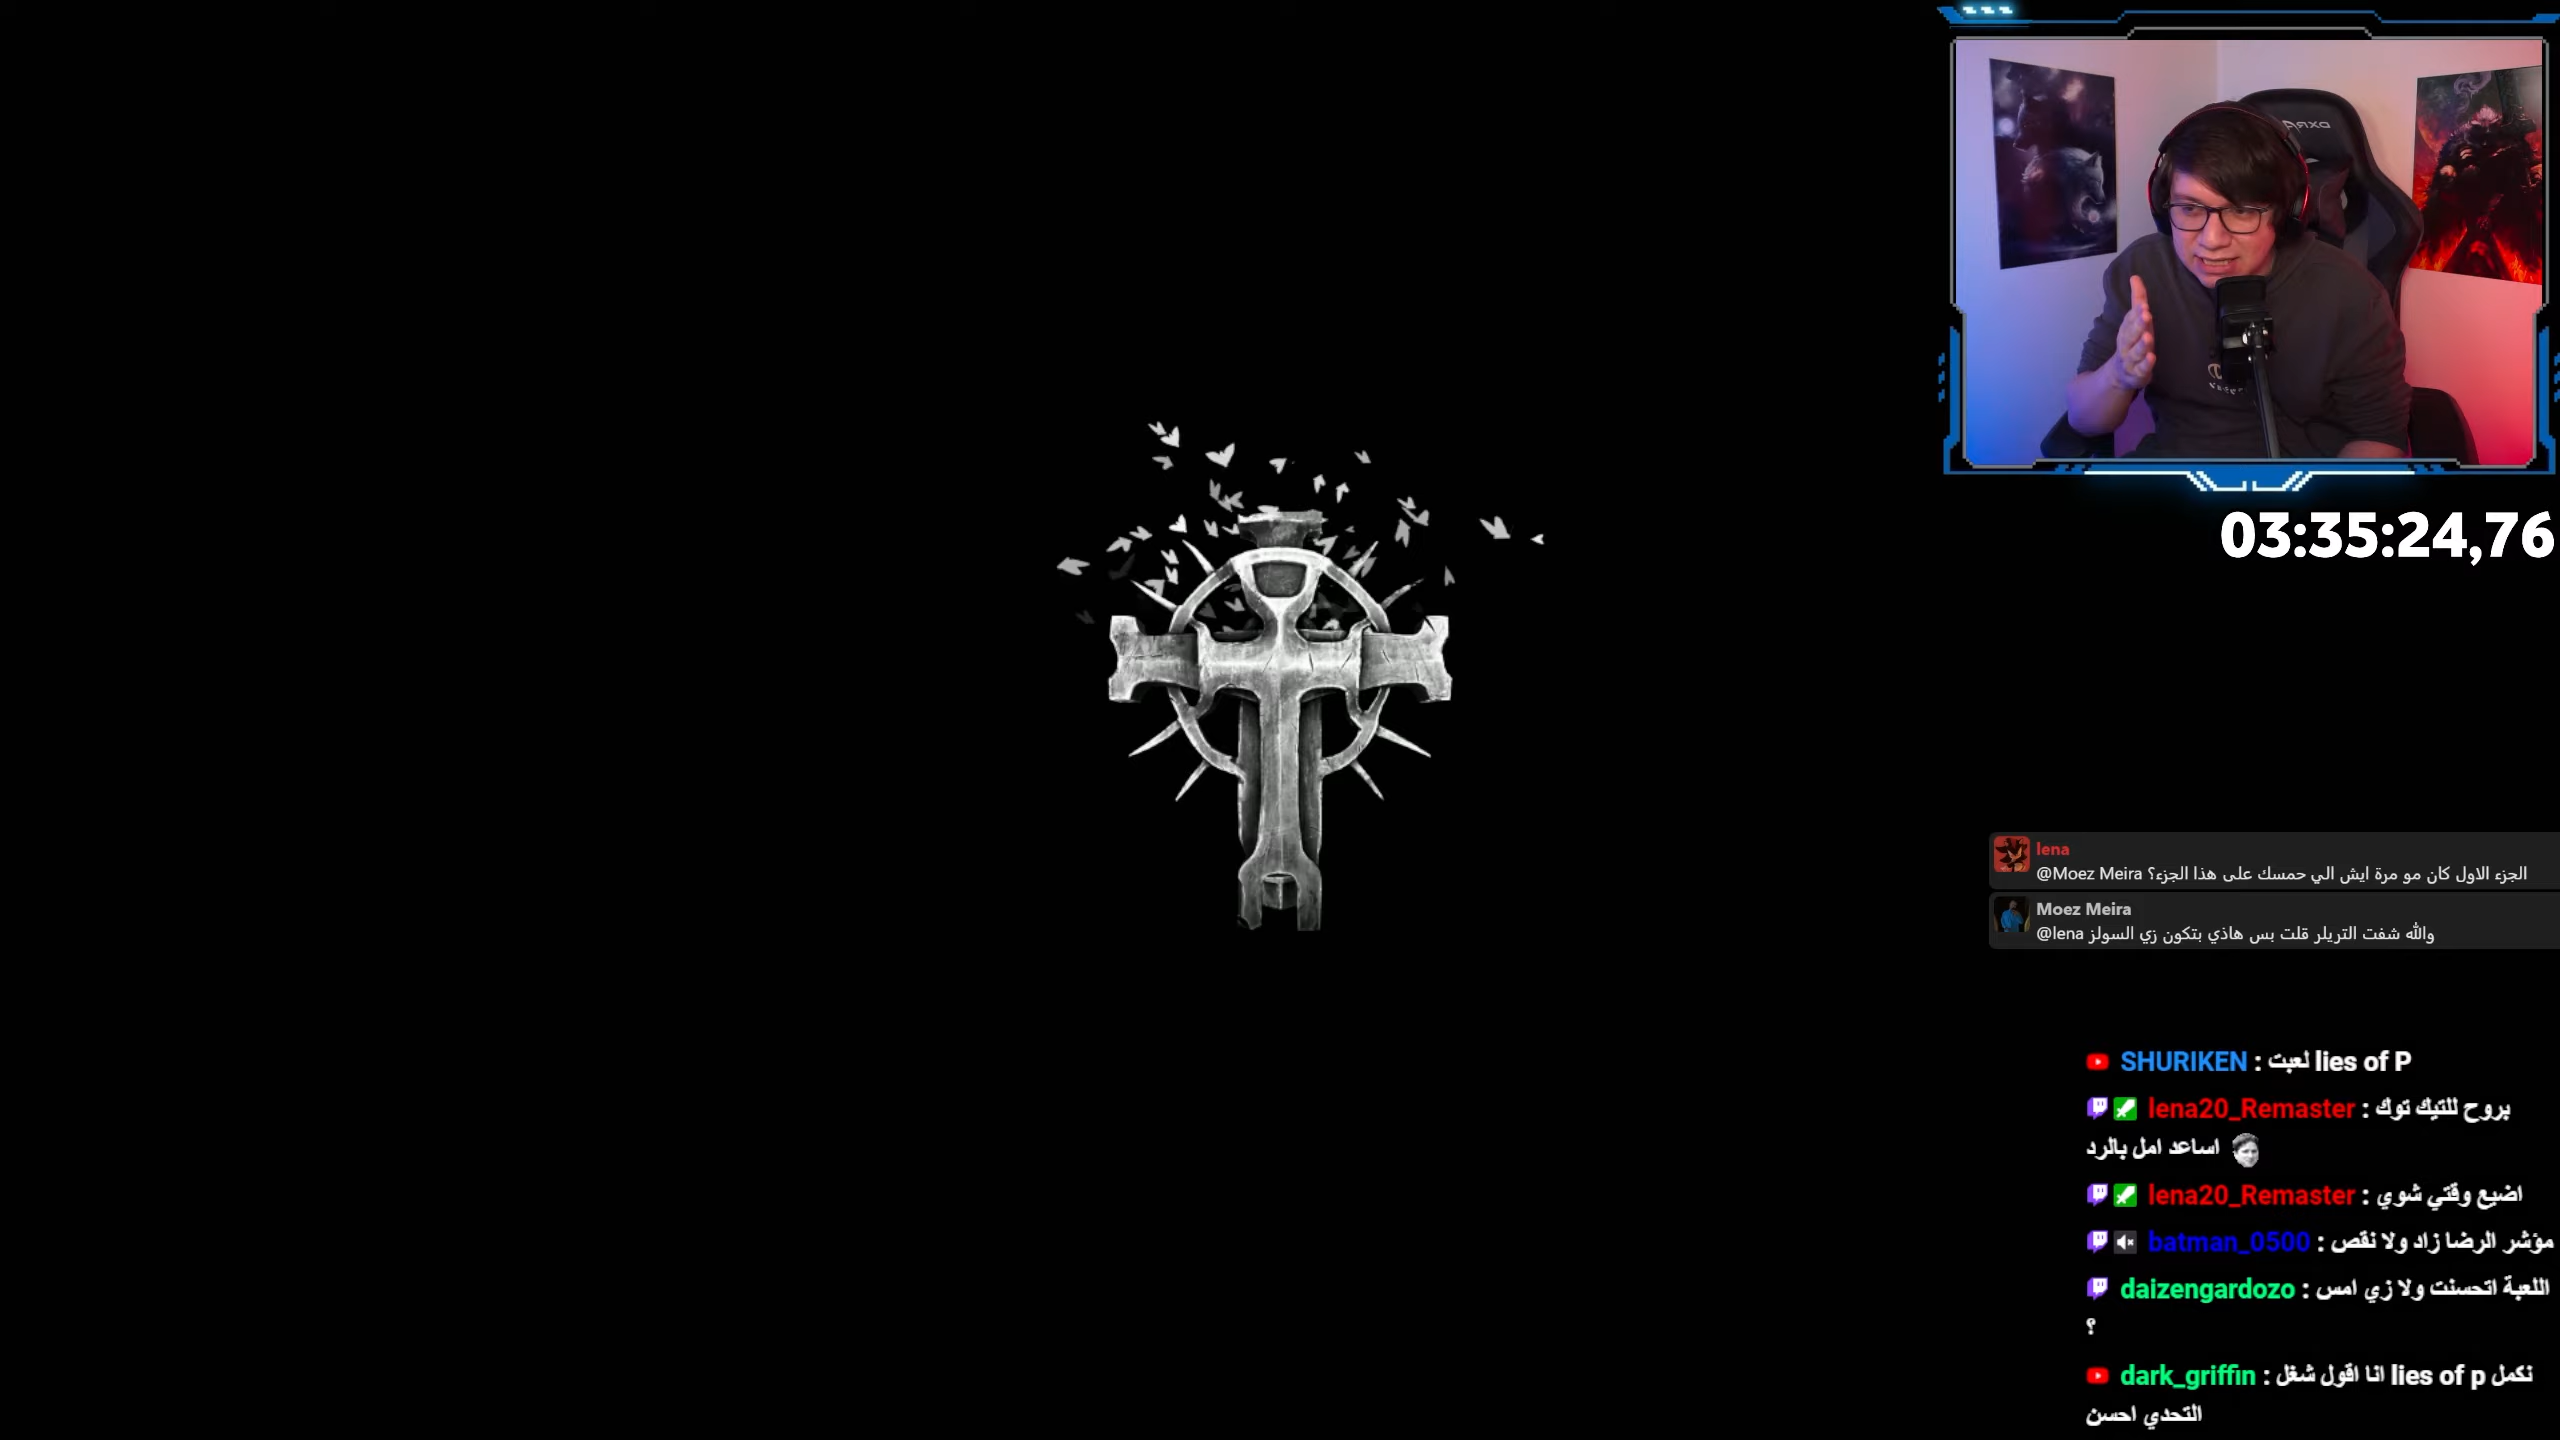 03:35:24,76
lena
@Moez Meira الجزء الاول كان مو مرة ايش الي حمسك على هذا الجزء؟
Moez Meira
@lena والله شفت التريلر قلت بس هاذي بتكون زي السولز
SHURIKEN : لعبت lies of P
lena20_Remaster : بروح للتيك توك
اساعد امل بالرد
lena20_Remaster : اضيع وقتي شوي
batman_0500 : مؤشر الرضا زاد ولا نقص
daizengardozo : اللعبة اتحسنت ولا زي امس
؟
dark_griffin : نكمل lies of p انا اقول شغل
التحدي احسن